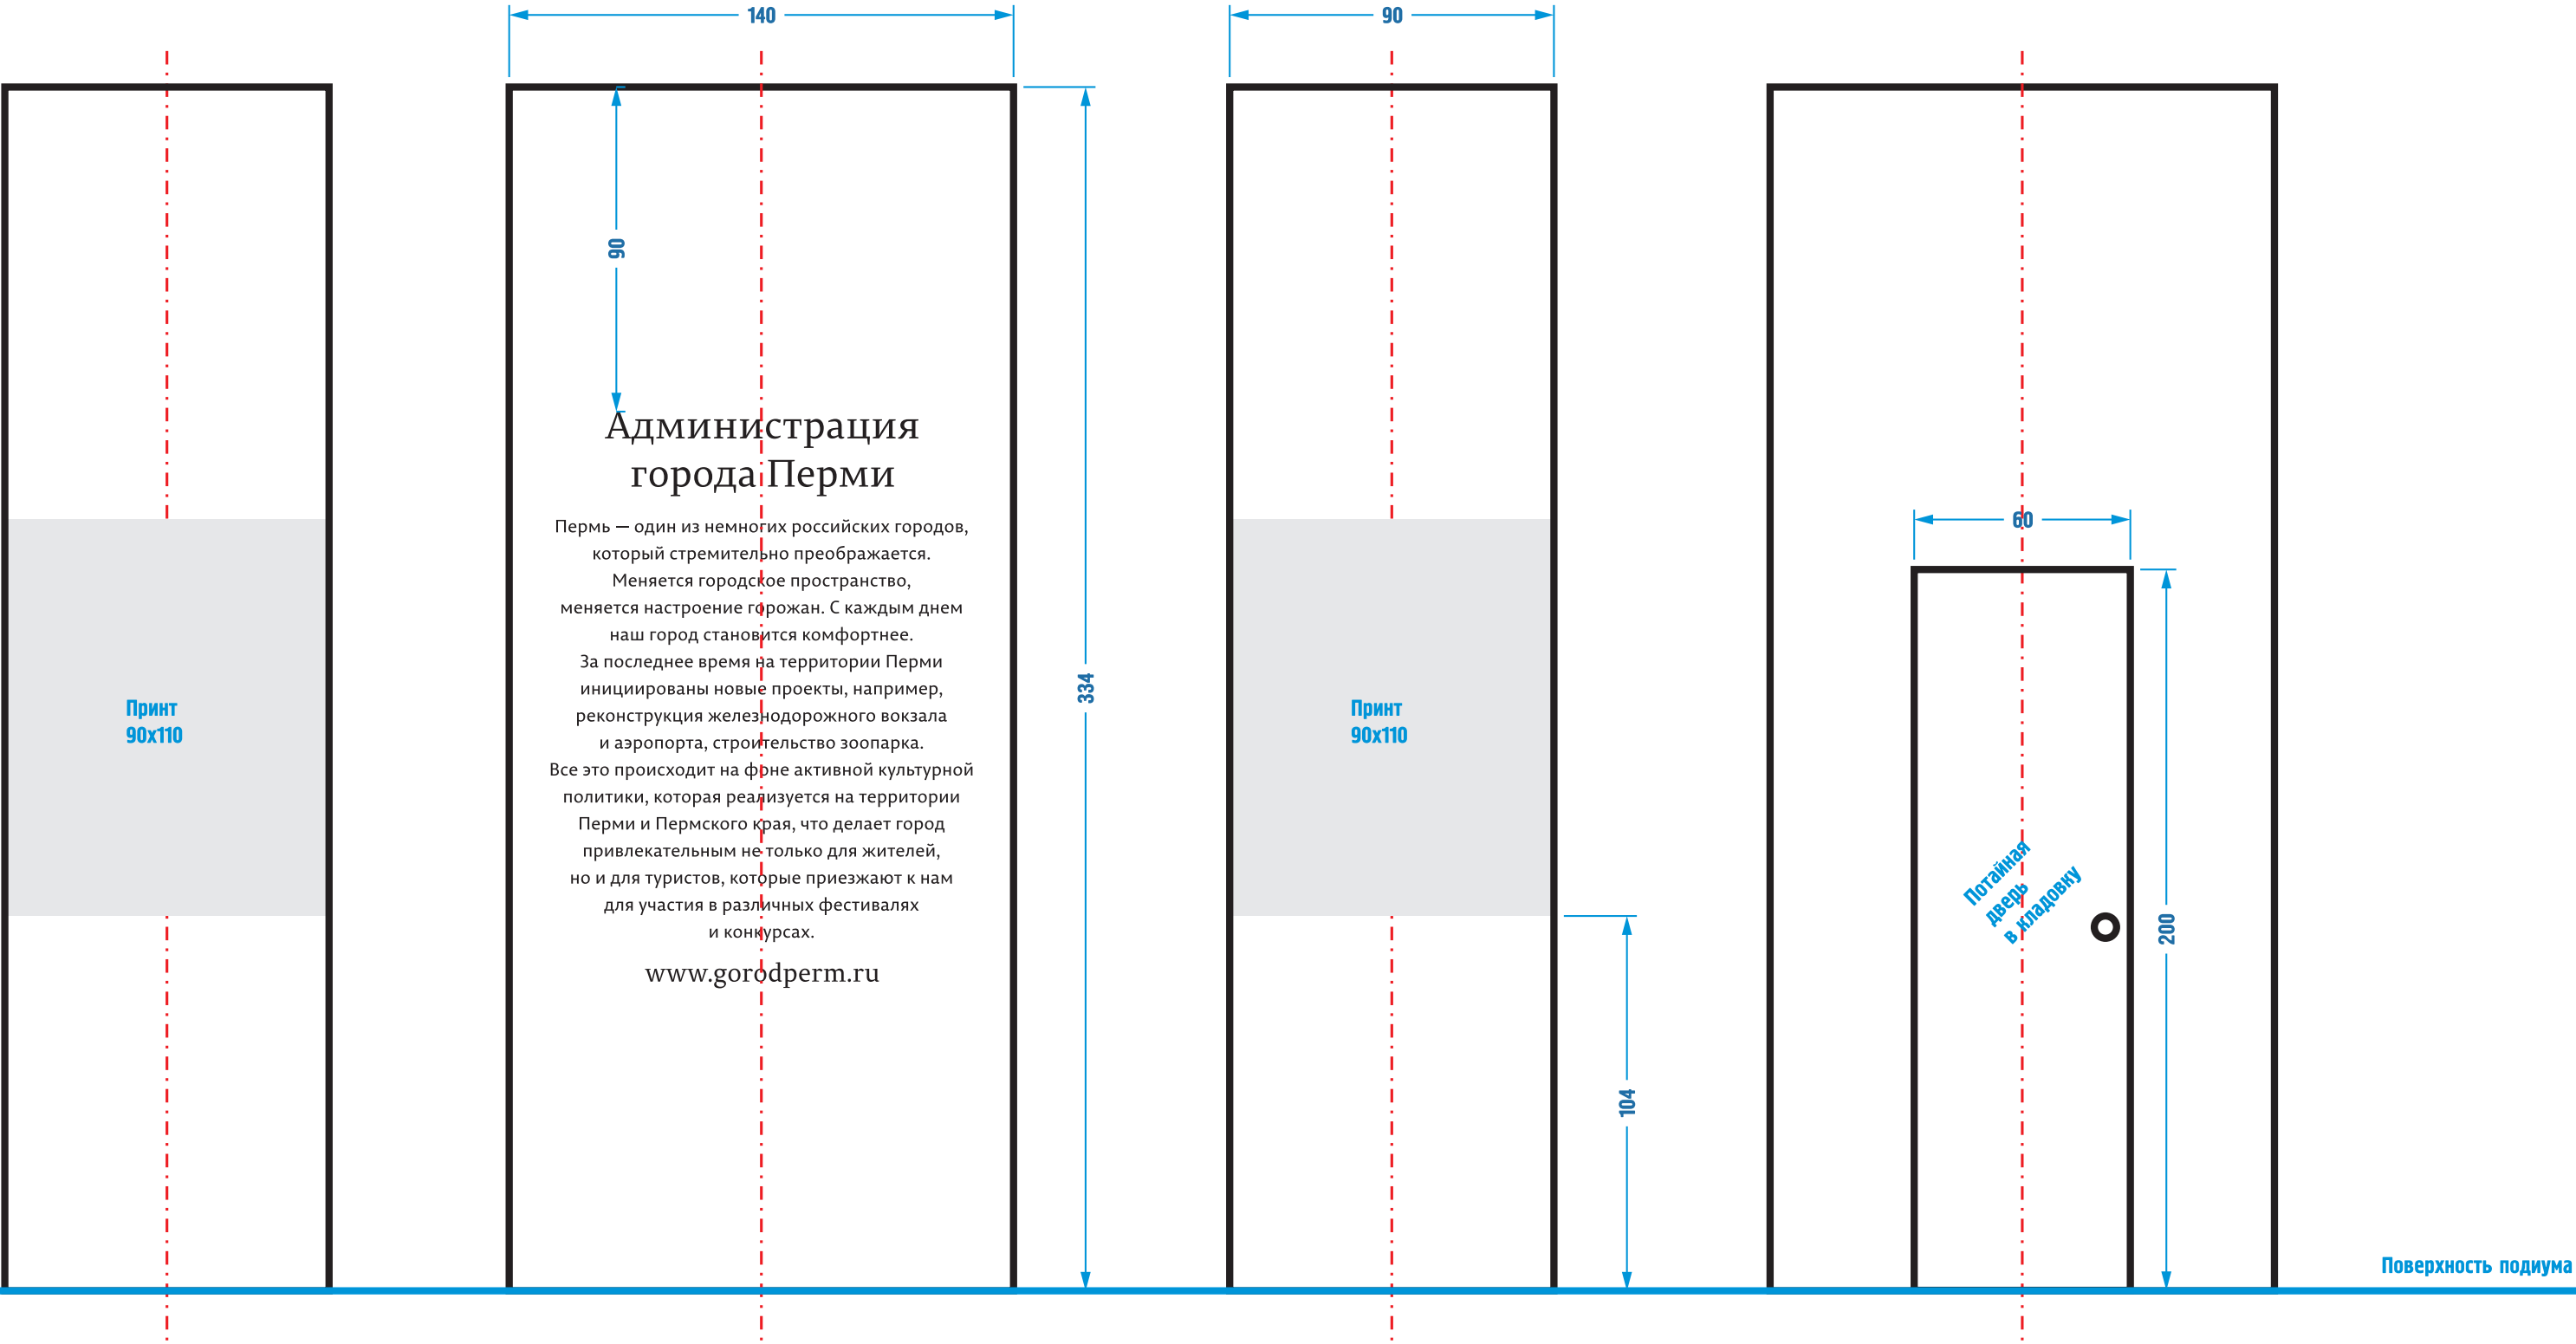 140
90
90
Администрация
города Перми
Пермь — один из немногих российских городов,
который стремительно преображается.
Меняется городское пространство,
меняется настроение горожан. С каждым днем
наш город становится комфортнее.
За последнее время на территории Перми
инициированы новые проекты, например,
реконструкция железнодорожного вокзала
и аэропорта, строительство зоопарка.
Все это происходит на фоне активной культурной
политики, которая реализуется на территории
Перми и Пермского края, что делает город
привлекательным не только для жителей,
но и для туристов, которые приезжают к нам
для участия в различных фестивалях
и конкурсах.
www.gorodperm.ru
334
Принт
90х110
Принт
90х110
104
60
Потайная
дверь
в кладовку
200
Поверхность подиума